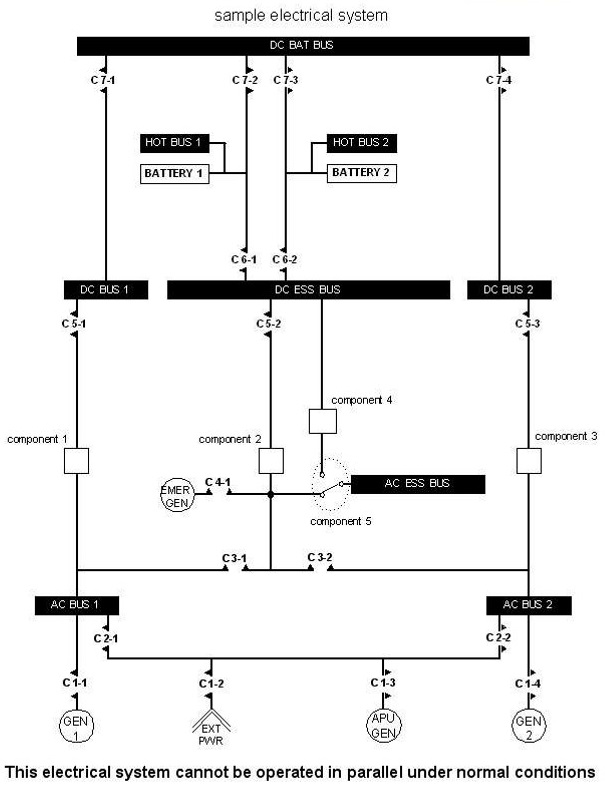 sample electrical system
DC BAT BUS
C 7-1 C 7-2 C 7-3 C 7-4
HOT BUS 1 HOT BUS 2
BATTERY 1 BATTERY 2
C 6-1 C 6-2
DC BUS 1 DC ESS BUS DC BUS 2
C 5-1 C 5-2 C 5-3
component 4
component 1 component 2 component 3
EMER
GEN
C 4-1
AC ESS BUS
component 5
C 3-1 C 3-2
AC BUS 1 AC BUS 2
C 2-1 C 2-2
C 1-1 C 1-2 C 1-3 C 1-4
GEN
1
EXT
PWR
APU
GEN
GEN
2
This electrical system cannot be operated in parallel under normal conditions